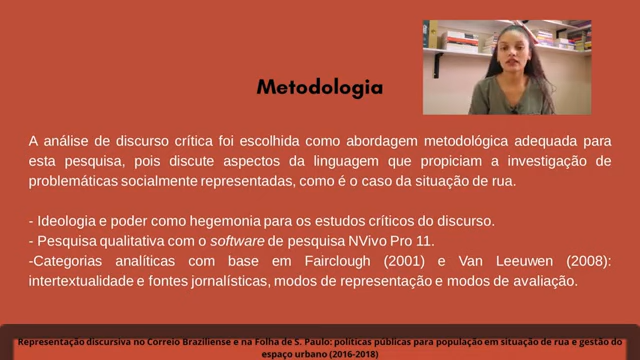 Metodologia
A análise de discurso crítica foi escolhida como abordagem metodológica adequada para
esta pesquisa, pois discute aspectos da linguagem que propiciam a investigação de
problemáticas socialmente representadas, como é o caso da situação de rua.
- Ideologia e poder como hegemonia para os estudos críticos do discurso.
- Pesquisa qualitativa com o software de pesquisa NVivo Pro 11.
-Categorias analíticas com base em Fairclough (2001) e Van Leeuwen (2008):
intertextualidade e fontes jornalísticas, modos de representação e modos de avaliação.
Representação discursiva no Correio Braziliense e na Folha de S. Paulo: políticas públicas para população em situação de rua e gestão do
espaço urbano (2016-2018)